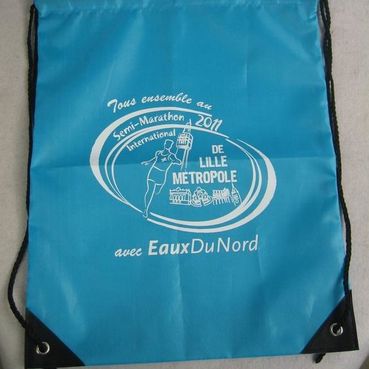 Tous ensemble au
Semi-Marathon 2011
International
DE
LILLE
METROPOLE
avec EauxDuNord